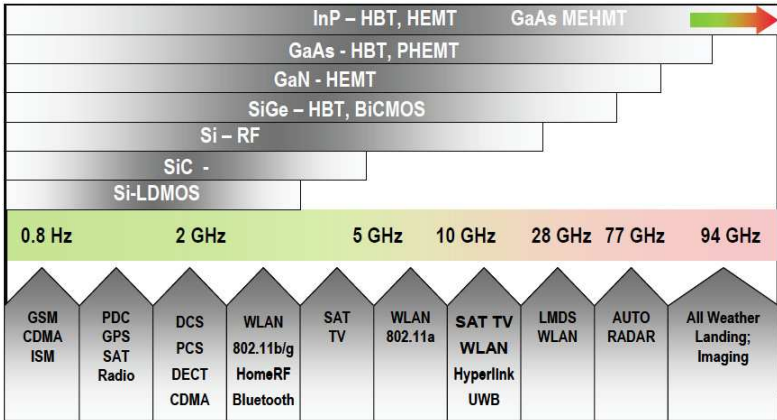 InP – HBT, HEMT GaAs MEHMT
GaAs - HBT, PHEMT
GaN - HEMT
SiGe – HBT, BiCMOS
Si – RF
SiC -
Si-LDMOS
0.8 Hz 2 GHz 5 GHz 10 GHz 28 GHz 77 GHz 94 GHz
GSM
CDMA
ISM
PDC
GPS
SAT
Radio
DCS
PCS
DECT
CDMA
WLAN
802.11b/g
HomeRF
Bluetooth
SAT
TV
WLAN
802.11a
SAT TV
WLAN
Hyperlink
UWB
LMDS
WLAN
AUTO
RADAR
All Weather
Landing;
Imaging